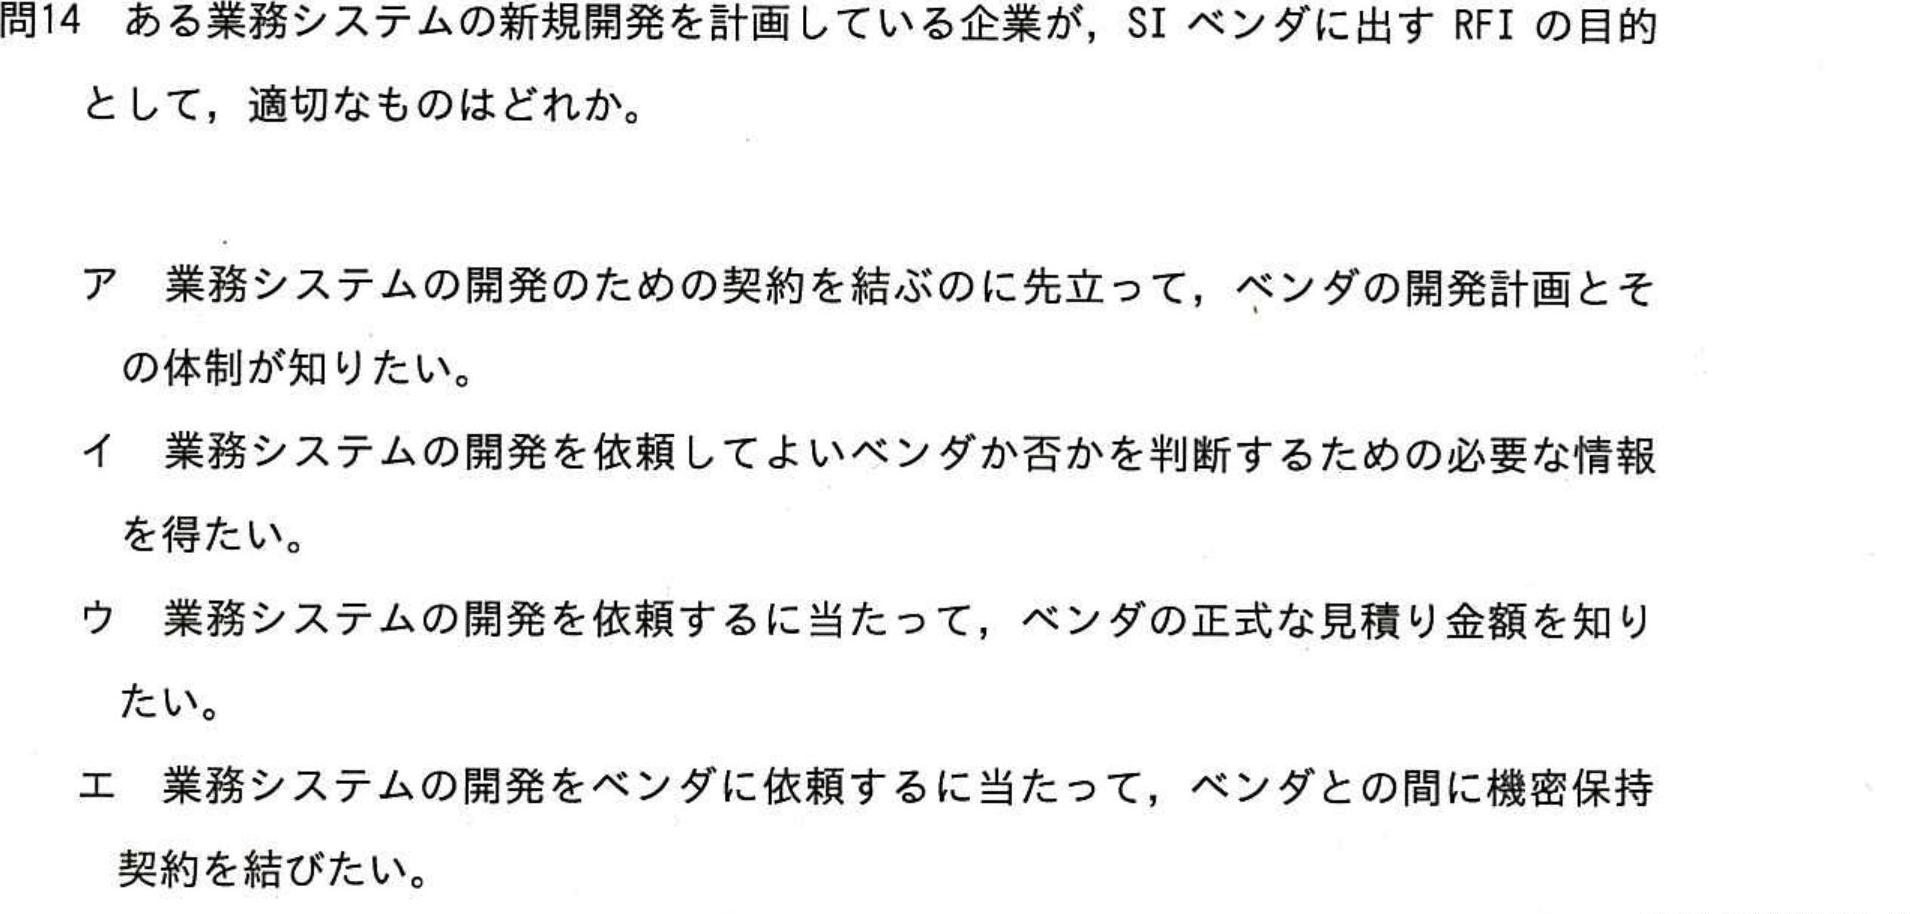 問14 ある業務システムの新規開発を計画している企業が，SI ベンダに出す RFI の目的
として，適切なものはどれか。
ア 業務システムの開発のための契約を結ぶのに先立って，ベンダの開発計画とそ
の体制が知りたい。
イ 業務システムの開発を依頼してよいベンダか否かを判断するための必要な情報
を得たい。
ウ 業務システムの開発を依頼するに当たって，ベンダの正式な見積り金額を知り
たい。
エ 業務システムの開発をベンダに依頼するに当たって，ベンダとの間に機密保持
契約を結びたい。